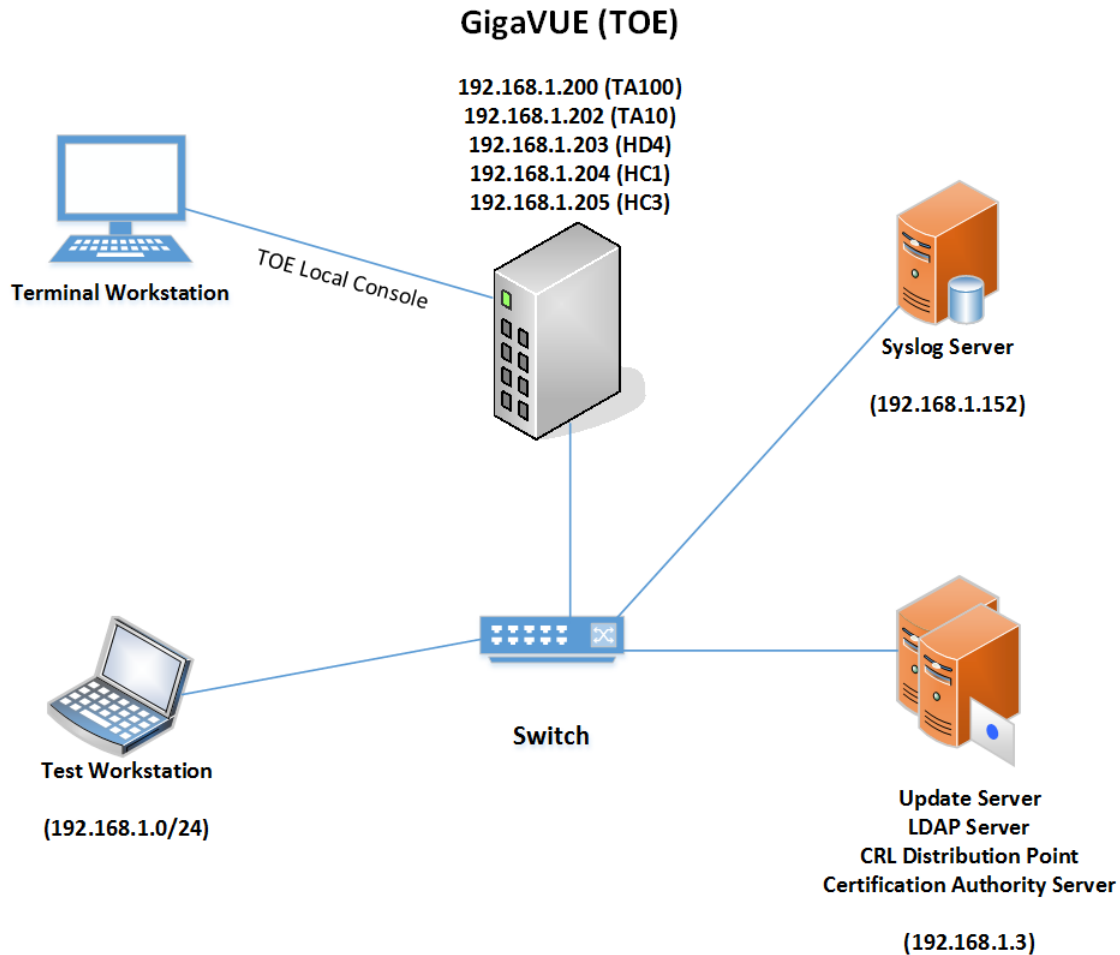 GigaVUE (TOE)
192.168.1.200 (TA100)
192.168.1.202 (TA10)
192.168.1.203 (HD4)
192.168.1.204 (HC1)
192.168.1.205 (HC3)
TOE Local Console
Terminal Workstation
Syslog Server
(192.168.1.152)
Switch
Test Workstation
(192.168.1.0/24)
Update Server
LDAP Server
CRL Distribution Point
Certification Authority Server
(192.168.1.3)